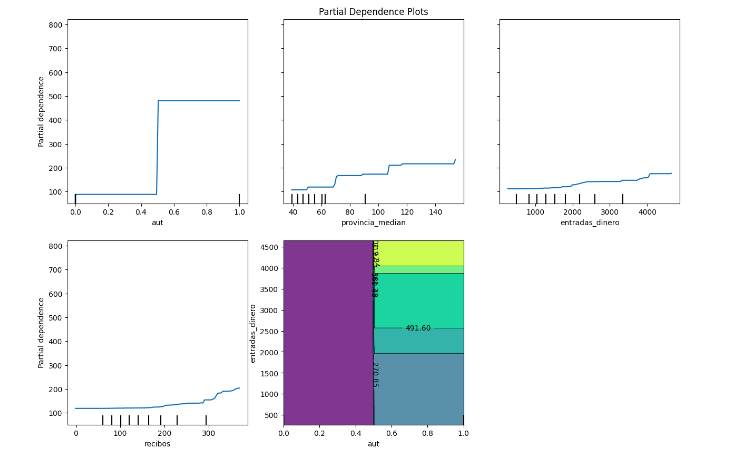 Partial Dependence Plots
800
700
600
500
400
300
200
100
Partial dependence
0.0 0.2 0.4 0.6 0.8 1.0
aut
40 60 80 100 120 140
provincia_median
1000 2000 3000 4000
entradas_dinero
800
700
600
500
400
300
200
100
Partial dependence
0 100 200 300
recibos
4500
4000
3500
3000
2500
2000
1500
1000
500
entradas_dinero
491.60
270.85
0.0 0.2 0.4 0.6 0.8 1.0
aut